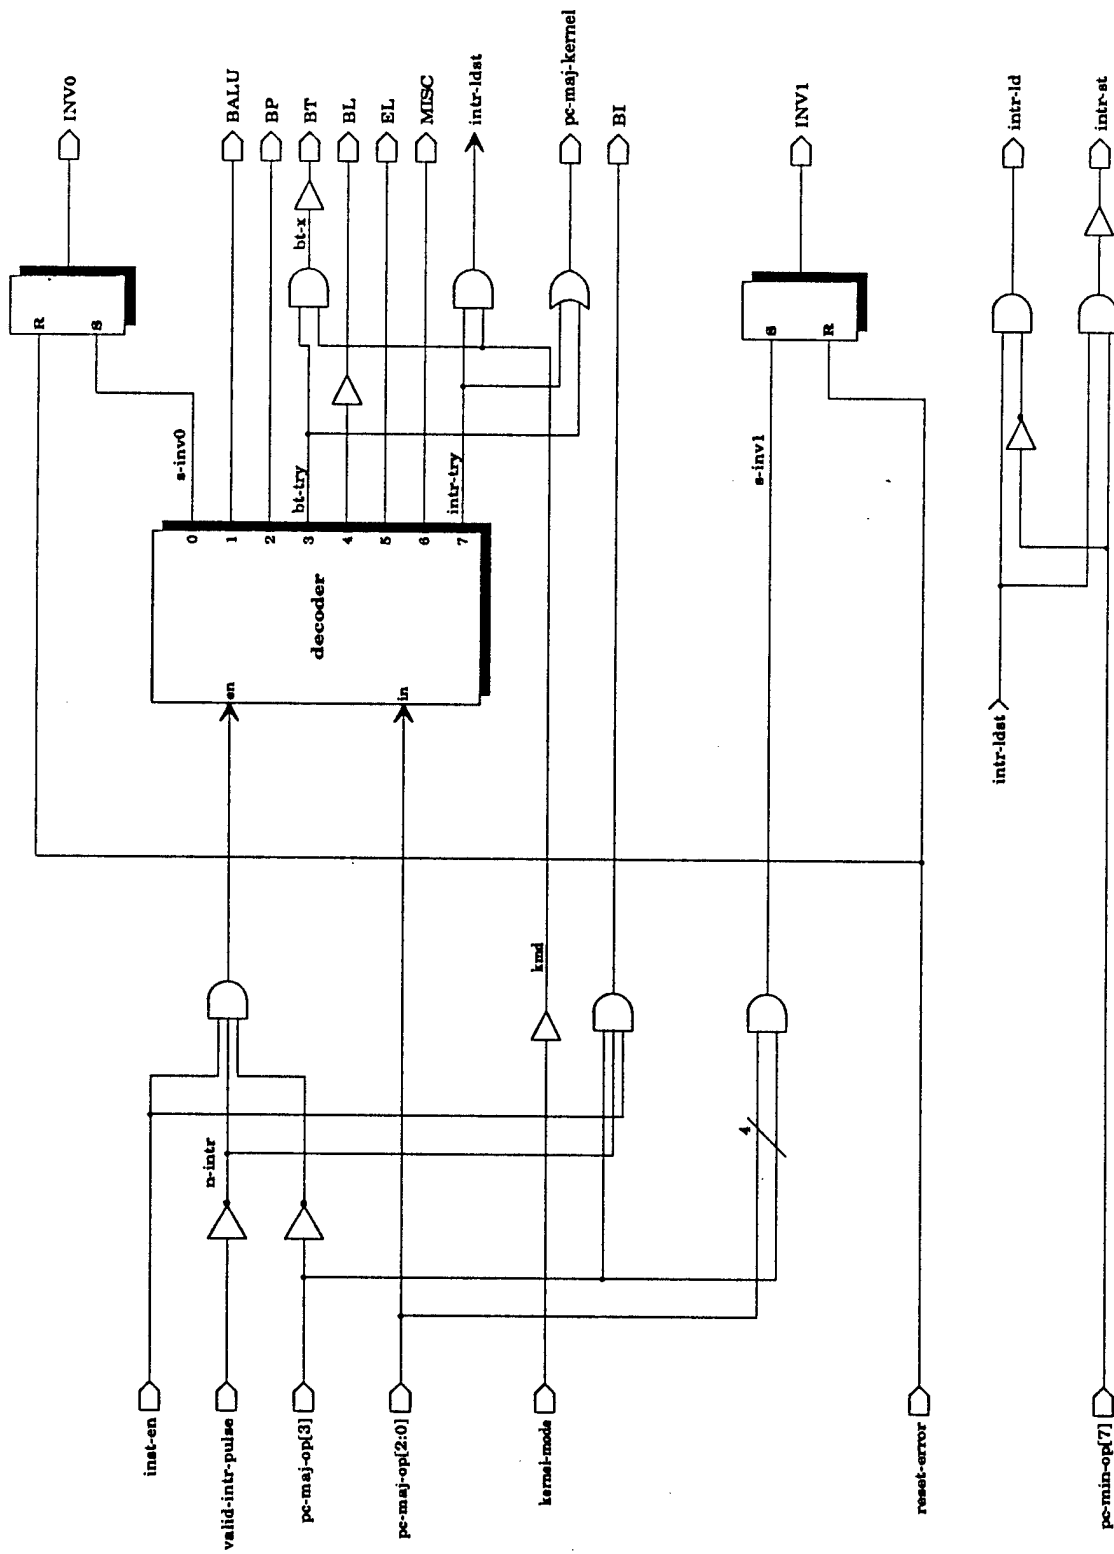 INV0
R
S
s-inv0
BALU
BP
BT
BL
EL
MISC
intr-ldst
pc-maj-kernel
BI
bt-x
bt-try
intr-try
0
1
2
3
4
5
6
7
decoder
en
in
INV1
S
R
s-inv1
kmd
n-intr
4
inst-en
valid-intr-pulse
pc-maj-op[3]
pc-maj-op[2:0]
kernel-mode
reset-error
intr-ld
intr-st
intr-ldst
pc-min-op[7]